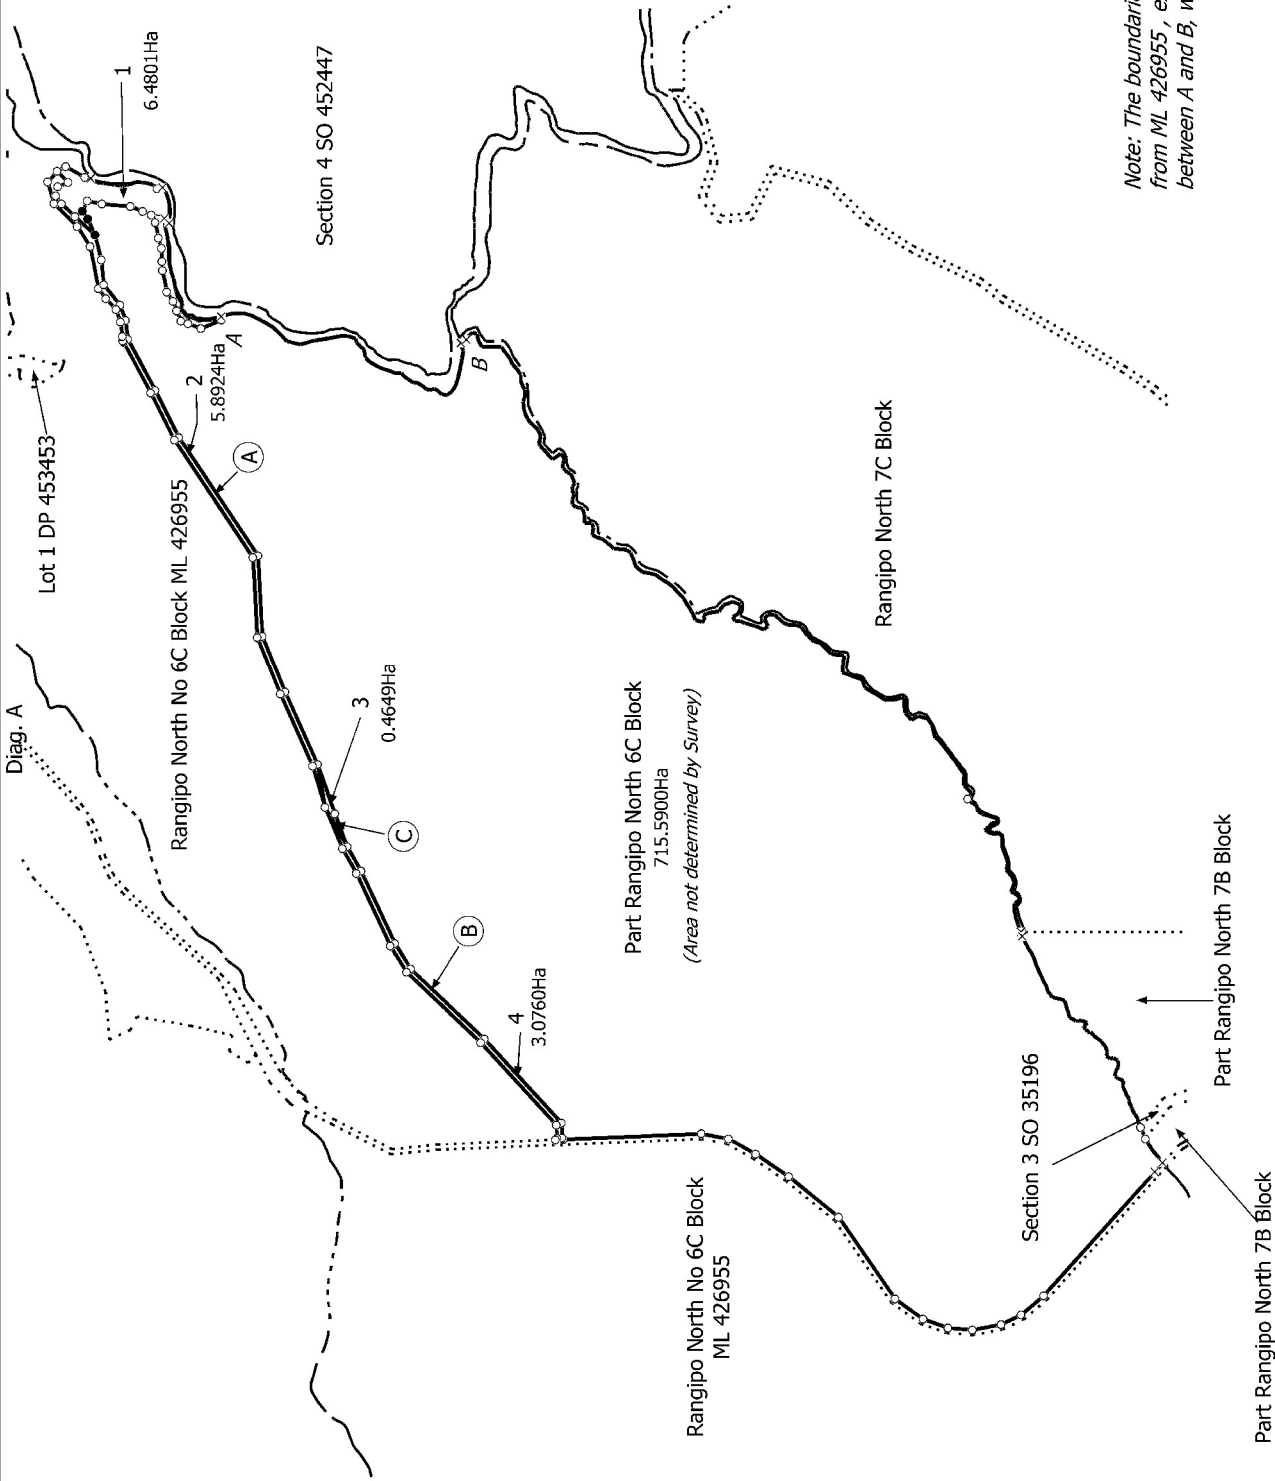 Diag. A
Lot 1 DP 453453
1
6.4801Ha
Rangipo North No 6C Block ML 426955
2
5.8924Ha
A
A
Section 4 SO 452447
3
0.4649Ha
C
B
B
4
3.0760Ha
Part Rangipo North 6C Block
715.5900Ha
(Area not determined by Survey)
Rangipo North No 6C Block
ML 426955
Rangipo North 7C Block
Section 3 SO 35196
Part Rangipo North 7B Block
Part Rangipo North 7B Block
Note: The boundari
from ML 426955 , e
between A and B, w